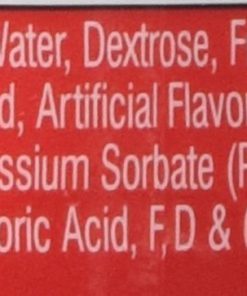 Water, Dextrose, F
d, Artificial Flavo
ssium Sorbate (
oric Acid, F,D &